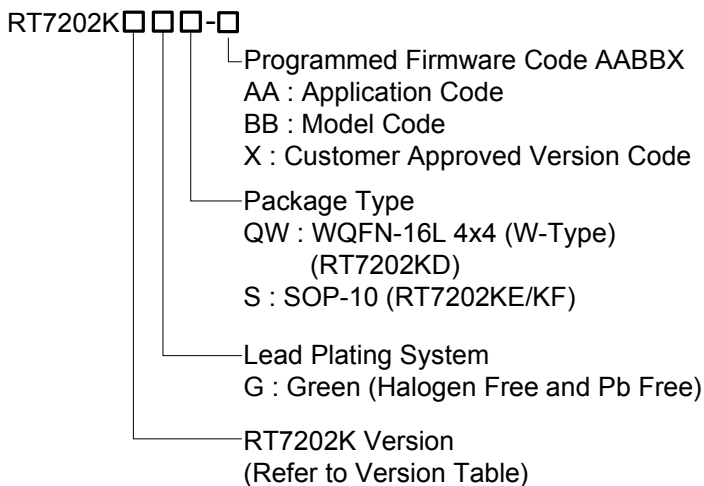 RT7202K□□□-□
Programmed Firmware Code AABBX
AA : Application Code
BB : Model Code
X : Customer Approved Version Code
Package Type
QW : WQFN-16L 4x4 (W-Type)
(RT7202KD)
S : SOP-10 (RT7202KE/KF)
Lead Plating System
G : Green (Halogen Free and Pb Free)
RT7202K Version
(Refer to Version Table)